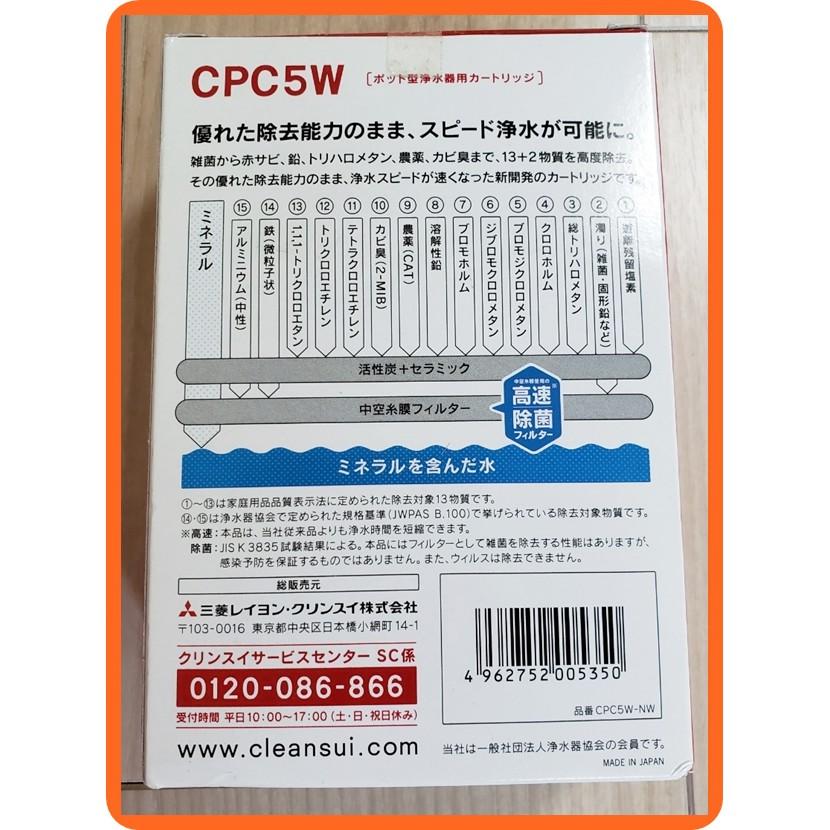 CPC5W [ポット型浄水器用カートリッジ]
優れた除去能力のまま、スピード浄水が可能に。
雑菌から赤サビ、鉛、トリハロメタン、農薬、カビ臭まで、13+2物質を高度除去。
その優れた除去能力のまま、浄水スピードが速くなった新開発のカートリッジです。
① 遊離残留塩素
② 濁り(雑菌・固形鉛など)
③ 総トリハロメタン
④ クロロホルム
⑤ ブロモジクロロメタン
⑥ ジブロモクロロメタン
⑦ ブロモホルム
⑧ 溶解性鉛
⑨ 農薬(CAT)
⑩ カビ臭(2-MIB)
⑪ テトラクロロエチレン
⑫ トリクロロエチレン
⑬ 1.1.1-トリクロロエタン
⑭ 鉄(微粒子状)
⑮ アルミニウム(中性)
ミネラル
活性炭+セラミック
中空糸膜フィルター
中空糸膜使用の
高速※
除菌
フィルター
ミネラルを含んだ水
①〜⑬は家庭用品品質表示法に定められた除去対象13物質です。
⑭・⑮は浄水器協会で定められた規格基準(JWPAS B.100)で挙げられている除去対象物質です。
※高速:本品は、当社従来品よりも浄水時間を短縮できます。
除菌:JIS K 3835試験結果による。本品にはフィルターとして雑菌を除去する性能はありますが、
感染予防を保証するものではありません。また、ウィルスは除去できません。
総販売元
三菱レイヨン・クリンスイ株式会社
〒103-0016 東京都中央区日本橋小網町14-1
クリンスイサービスセンター SC係
0120-086-866
受付時間 平日10:00〜17:00(土・日・祝日休み)
www.cleansui.com
4 962752 005350
品番 CPC5W-NW
当社は一般社団法人浄水器協会の会員です。
MADE IN JAPAN